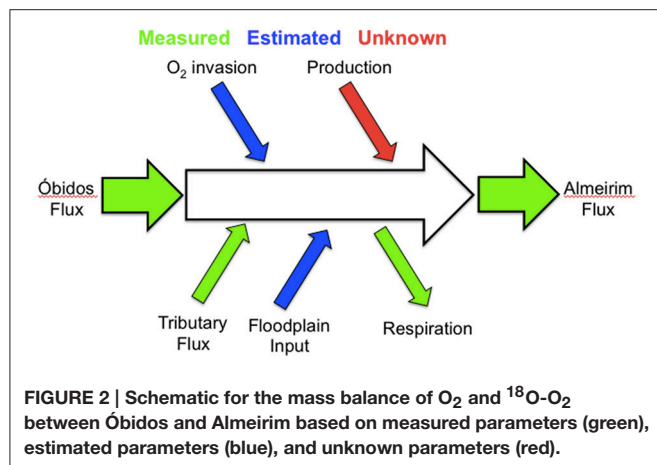 Measured Estimated Unknown
O₂ invasion Production
Óbidos
Flux
Almeirim
Flux
Tributary
Flux
Floodplain
Input
Respiration
FIGURE 2 | Schematic for the mass balance of O₂ and ¹⁸O-O₂
between Óbidos and Almeirim based on measured parameters (green),
estimated parameters (blue), and unknown parameters (red).